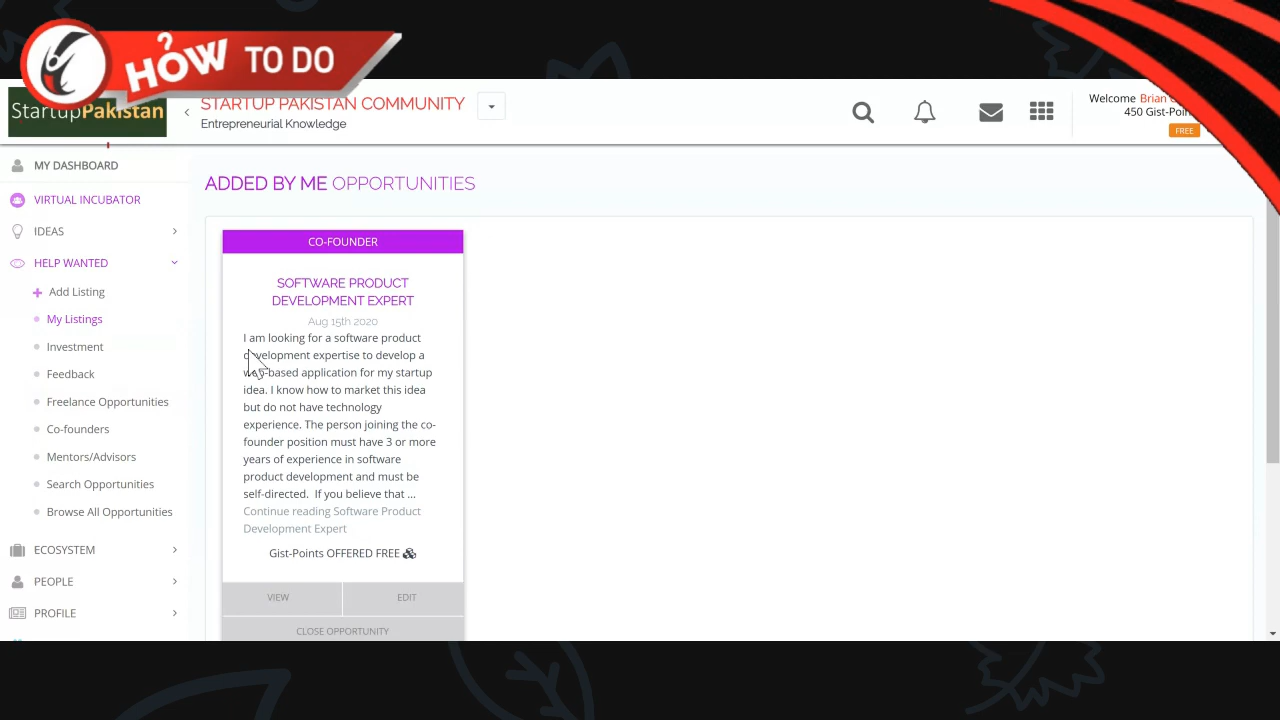 ? HOW TO DO
StartupPakistan
STARTUP PAKISTAN COMMUNITY
Entrepreneurial Knowledge
Welcome Brian
450 Gist-Poin
FREE
MY DASHBOARD
VIRTUAL INCUBATOR
IDEAS
HELP WANTED
Add Listing
My Listings
Investment
Feedback
Freelance Opportunities
Co-founders
Mentors/Advisors
Search Opportunities
Browse All Opportunities
ECOSYSTEM
PEOPLE
PROFILE
ADDED BY ME OPPORTUNITIES
CO-FOUNDER
SOFTWARE PRODUCT
DEVELOPMENT EXPERT
Aug 15th 2020
I am looking for a software product
development expertise to develop a
web-based application for my startup
idea. I know how to market this idea
but do not have technology
experience. The person joining the co-
founder position must have 3 or more
years of experience in software
product development and must be
self-directed. If you believe that ...
Continue reading Software Product
Development Expert
Gist-Points OFFERED FREE
VIEW EDIT
CLOSE OPPORTUNITY